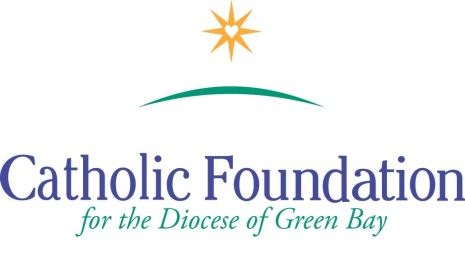 Catholic Foundation
for the Diocese of Green Bay